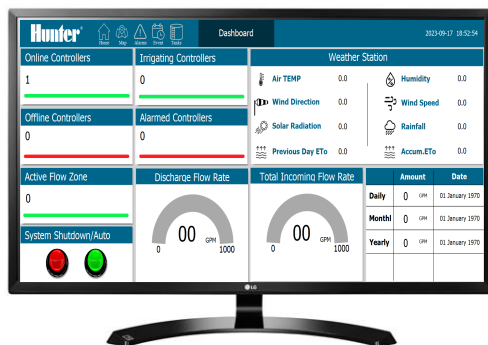 Hunter
Home Map Alarms Event Tasks
Dashboard
2023-09-17 18:52:54
Online Controllers
1
Irrigating Controllers
0
Weather Station
Air TEMP 0.0
Humidity 0.0
Wind Direction 0.0
Wind Speed 0.0
Solar Radiation 0.0
Rainfall 0.0
Previous Day ETo 0.0
Accum.ETo 0.0
Offline Controllers
0
Alarmed Controllers
0
Active Flow Zone
0
Discharge Flow Rate
00 GPM
0 1000
Total Incoming Flow Rate
00 GPM
0 1000
Amount Date
Daily 0 GPM 01 January 1970
Monthl 0 GPM 01 January 1970
Yearly 0 GPM 01 January 1970
System Shutdown/Auto
LG